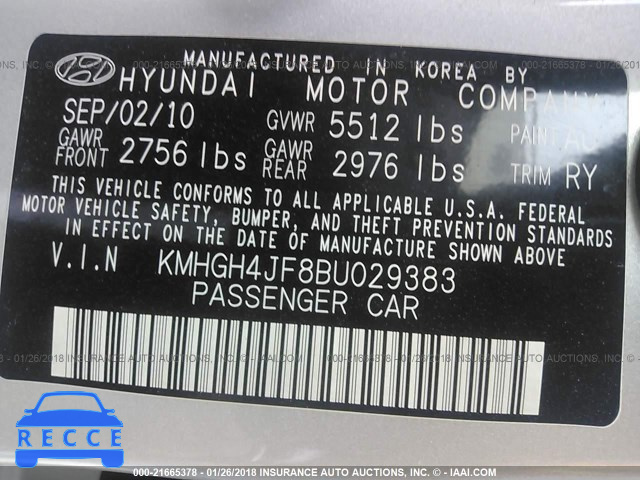 MANUFACTURED IN KOREA BY
HYUNDAI MOTOR COMPANY
SEP/02/10 GVWR 5512 lbs PAINT
GAWR FRONT 2756 lbs GAWR REAR 2976 lbs TRIM RY
THIS VEHICLE CONFORMS TO ALL APPLICABLE U.S.A. FEDERAL
MOTOR VEHICLE SAFETY, BUMPER, AND THEFT PREVENTION STANDARDS
IN EFFECT ON THE DATE OF MANUFACTURE SHOWN ABOVE
V.I.N KMHGH4JF8BU029383
PASSENGER CAR
RECCE
000-21665378 - 01/26/2018 INSURANCE AUTO AUCTIONS, INC. - © IAAI.COM